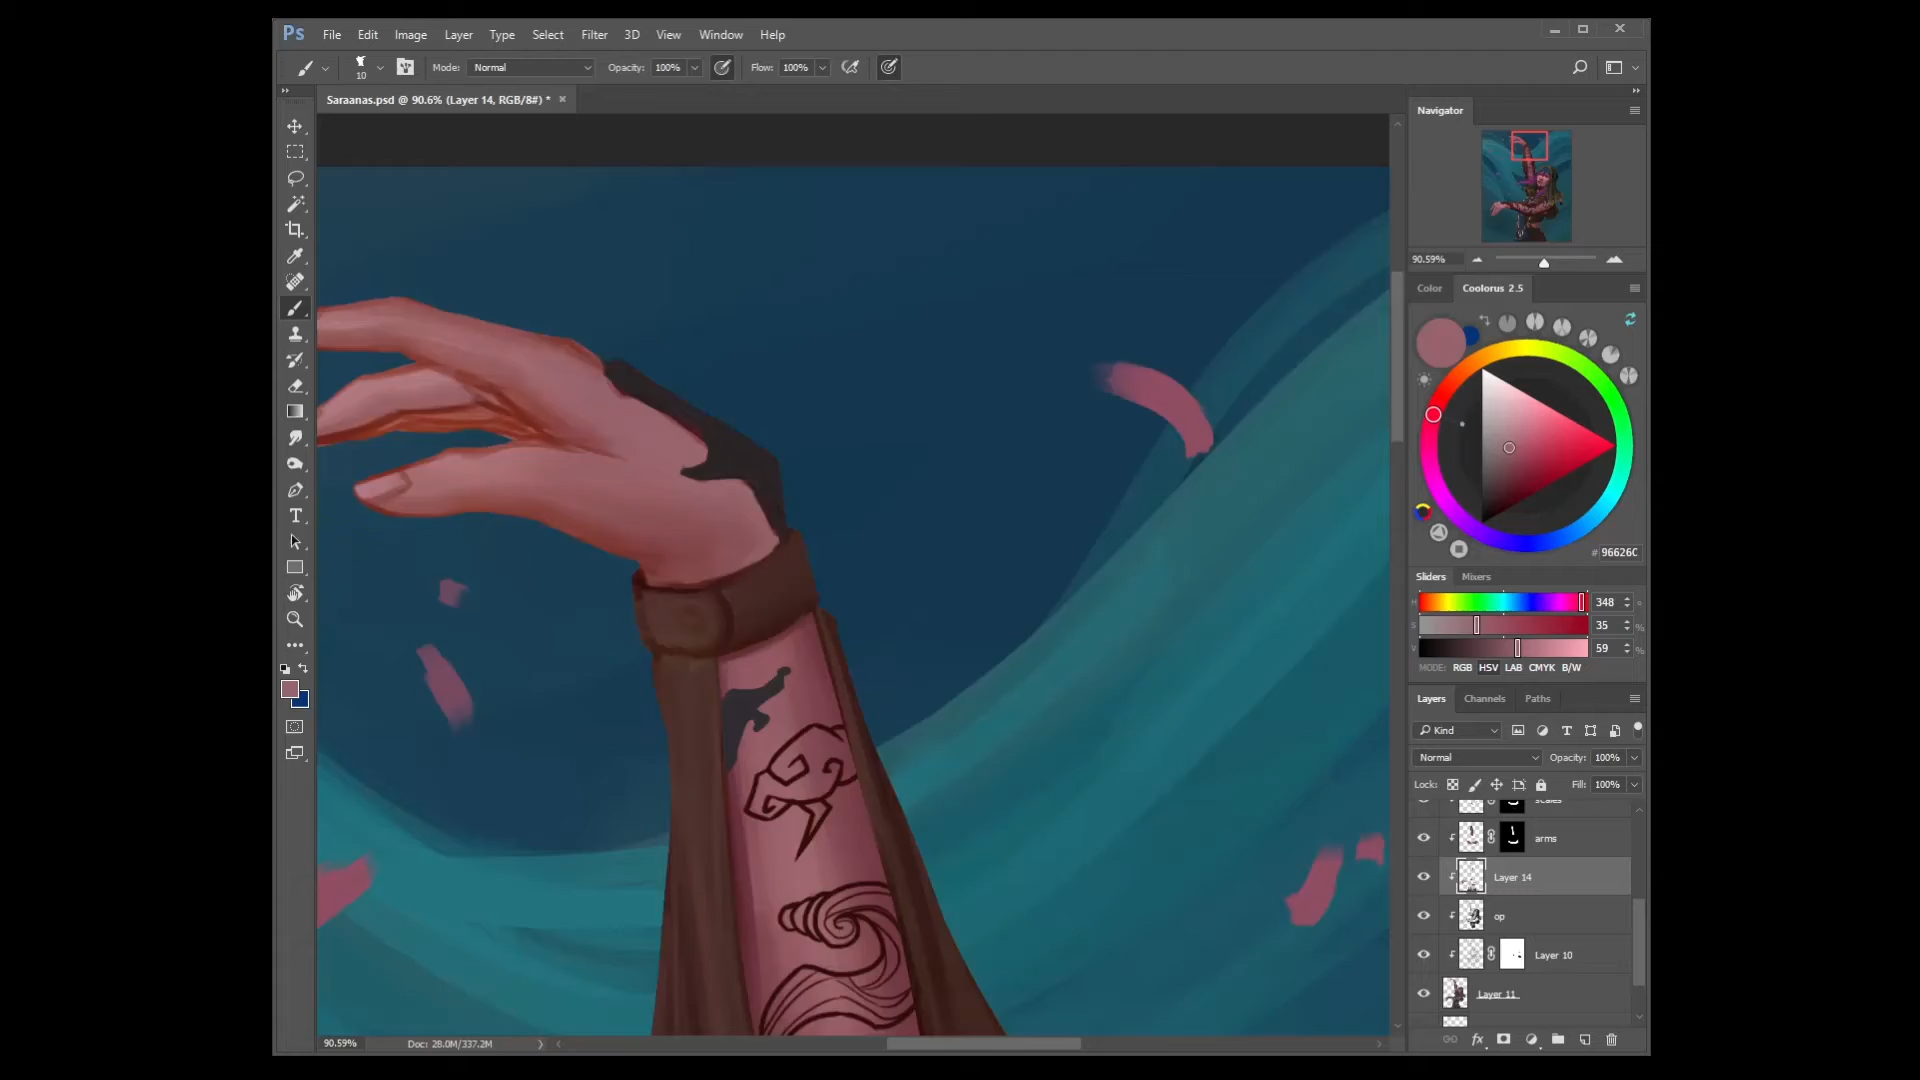 Ps File Edit Image Layer Type Select Filter 3D View Window Help
10 Mode: Normal Opacity: 100% Flow: 100%
Saraanas.psd @ 90.6% (Layer 14, RGB/8#) *
Navigator
90.59%
Color Coolorus 2.5
# 96626C
Sliders Mixers
H 348 °
S 35 %
V 59 %
MODE: RGB HSV LAB CMYK B/W
Layers Channels Paths
Kind
Normal Opacity: 100%
Lock: Fill: 100%
scales
arms
Layer 14
op
Layer 10
Layer 11
90.59% Doc: 28.0M/337.2M
fx